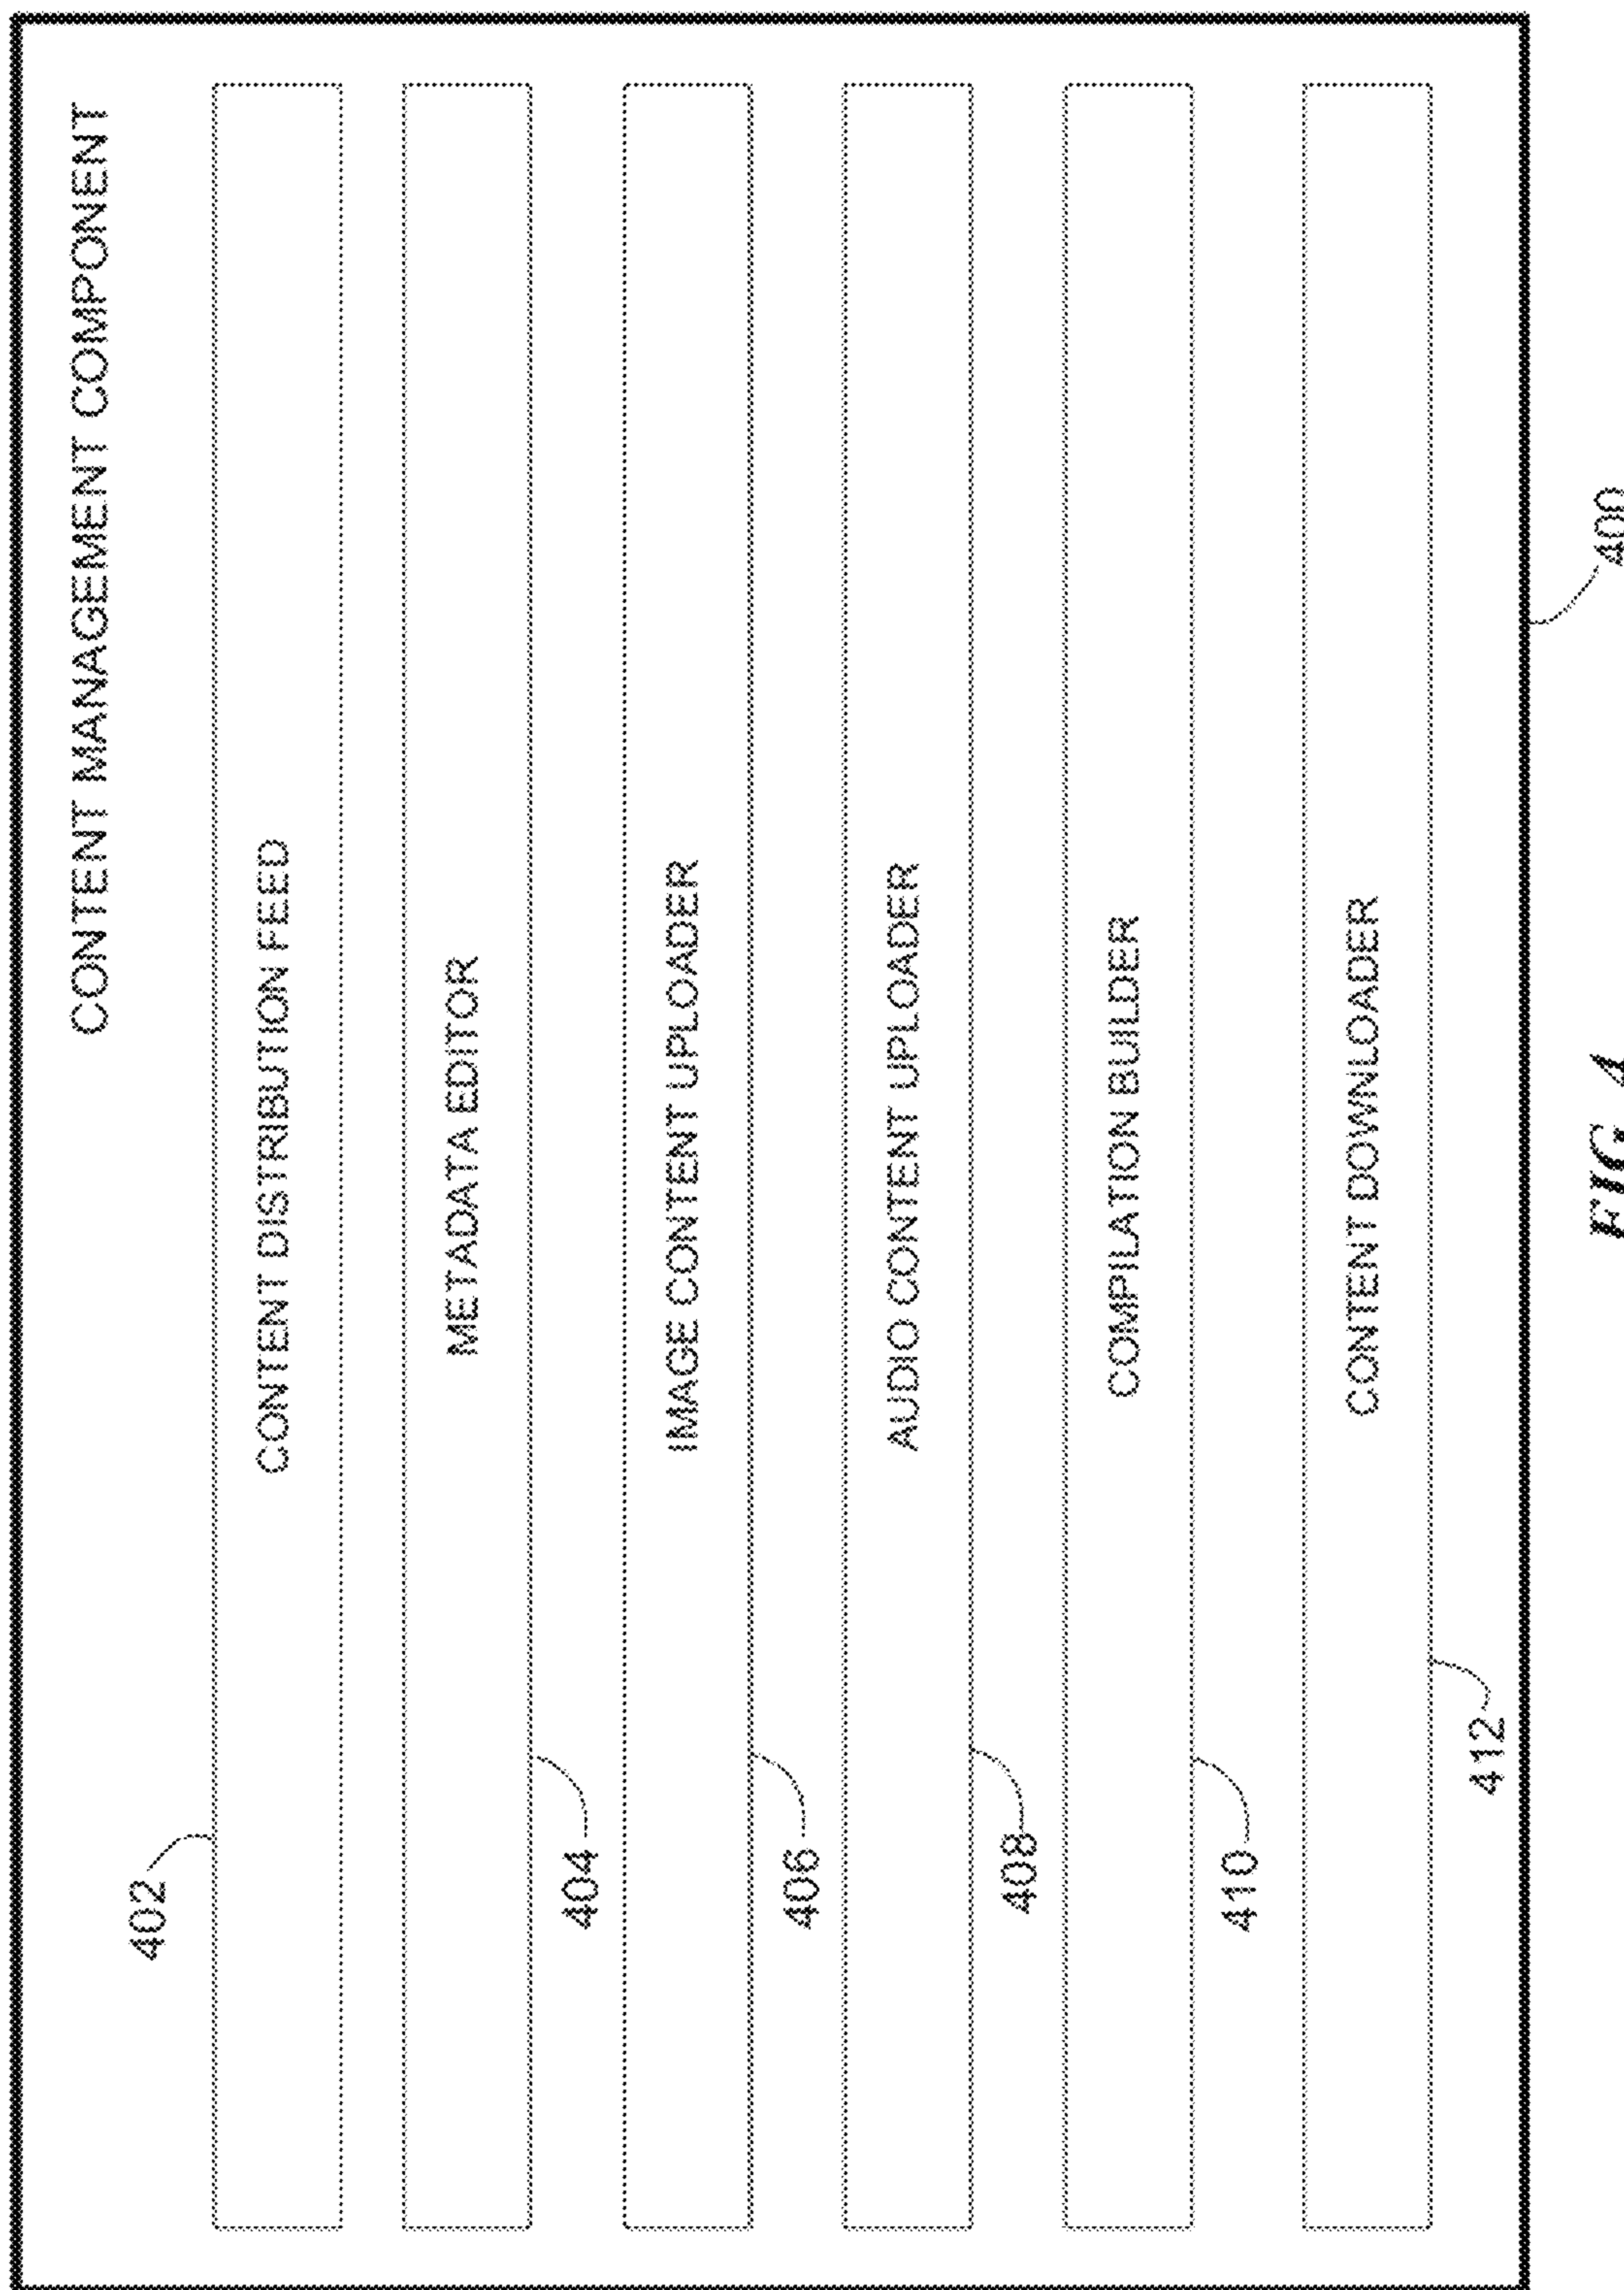 CONTENT MANAGEMENT COMPONENT
402
CONTENT DISTRIBUTION FEED
METADATA EDITOR
404
IMAGE CONTENT UPLOADER
406
AUDIO CONTENT UPLOADER
408
COMPILATION BUILDER
410
CONTENT DOWNLOADER
412
400
FIG. 4